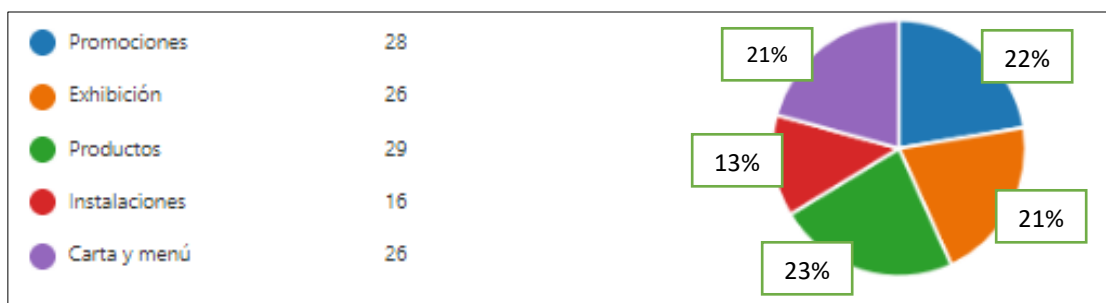 Promociones 28
Exhibición 26
Productos 29
Instalaciones 16
Carta y menú 26
21%
22%
13%
21%
23%